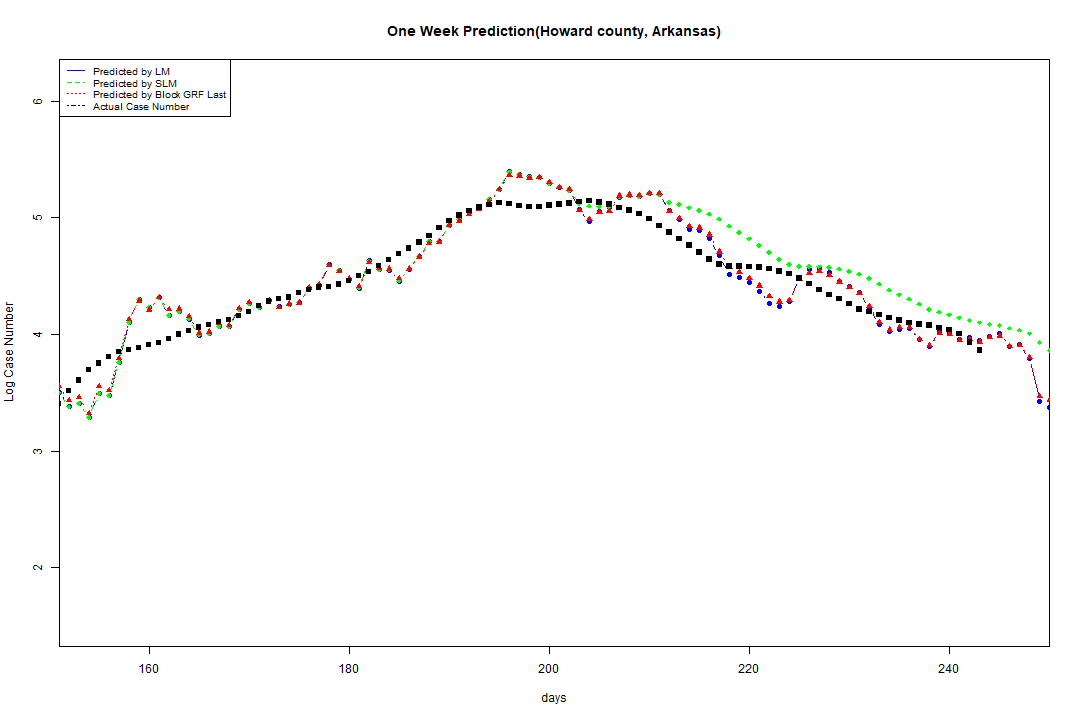 One Week Prediction(Howard county, Arkansas)
Predicted by LM
Predicted by SLM
Predicted by Block GRF Last
Actual Case Number
6
5
4
3
2
Log Case Number
160 180 200 220 240
days